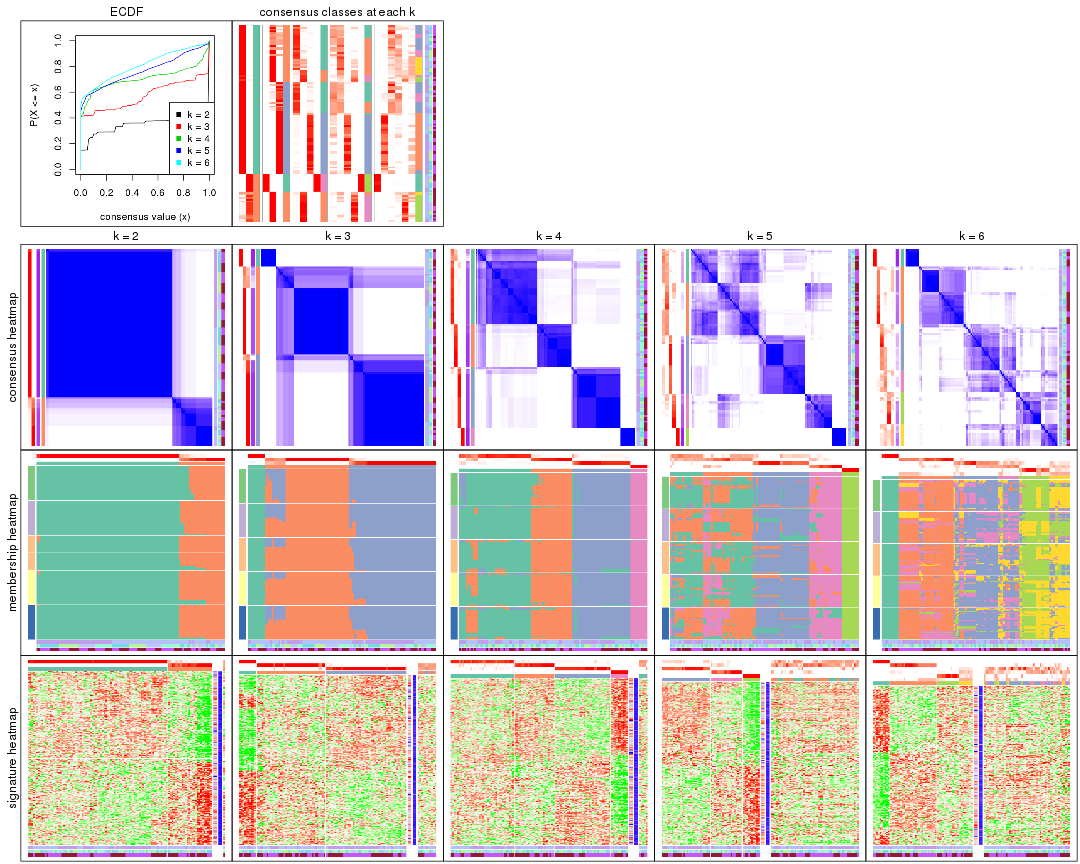 ECDF
consensus classes at each k
P(X <= x)
0.0 0.2 0.4 0.6 0.8 1.0
k = 2
k = 3
k = 4
k = 5
k = 6
0.0 0.2 0.4 0.6 0.8 1.0
consensus value (x)
k = 2
k = 3
k = 4
k = 5
k = 6
consensus heatmap
membership heatmap
signature heatmap